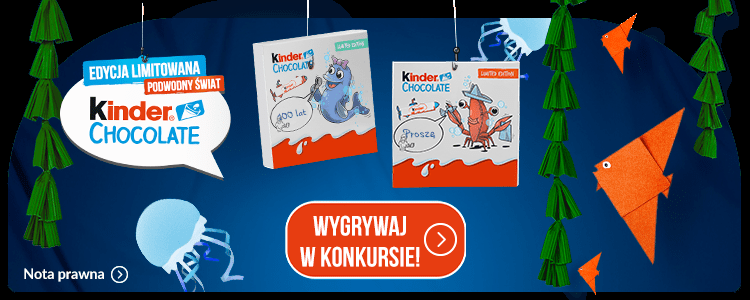 EDYCJA LIMITOWANA
PODWODNY ŚWIAT
Kinder
CHOCOLATE
Kinder
CHOCOLATE
100 lat
LIMITED EDITION
Kinder
CHOCOLATE
Proszę
WYGRYWAJ
W KONKURSIE!
Nota prawna